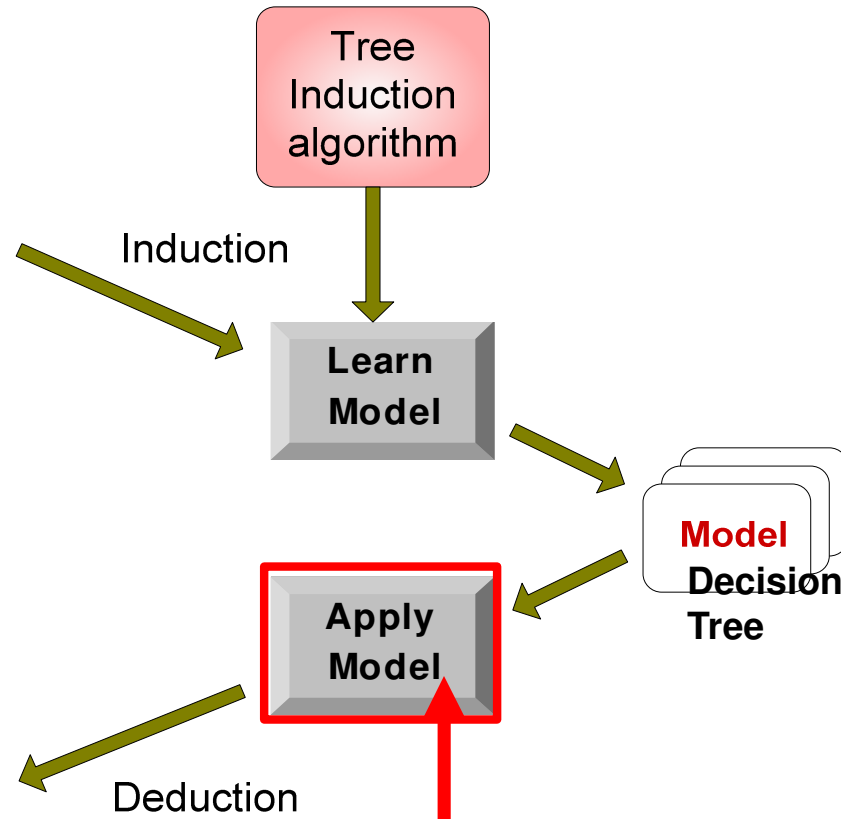 Tree
Induction
algorithm
Induction
Learn
Model
Model
Decision
Tree
Apply
Model
Deduction